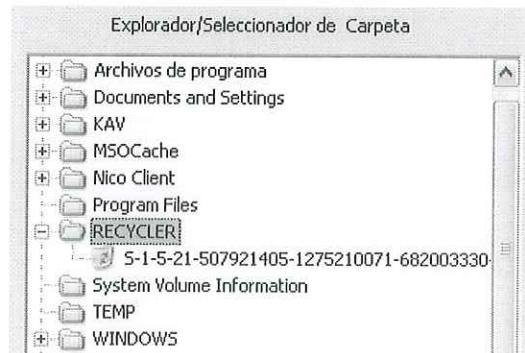 Explorador/Seleccionador de Carpeta
Archivos de programa
Documents and Settings
KAV
MSOCache
Nico Client
Program Files
RECYCLER
S-1-5-21-507921405-1275210071-682003330-
System Volume Information
TEMP
WINDOWS